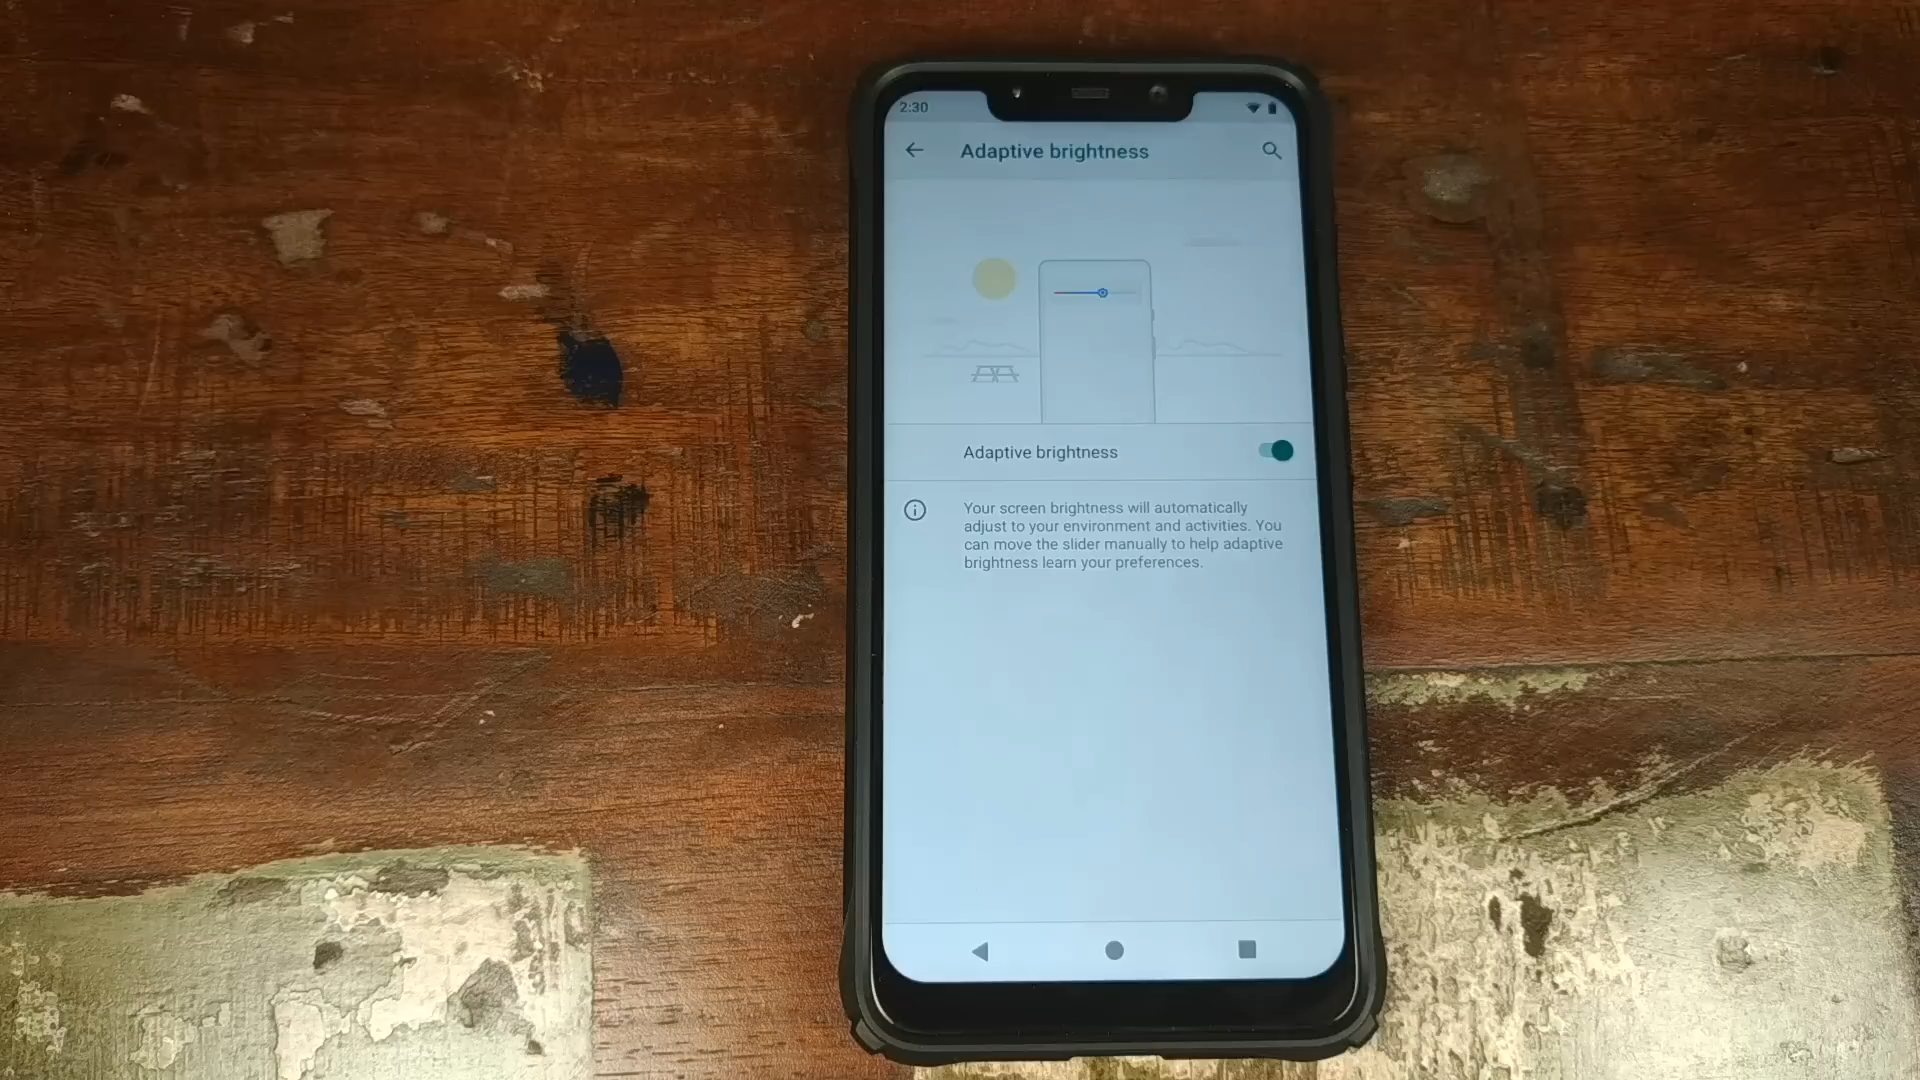 2:30
Adaptive brightness
Adaptive brightness
Your screen brightness will automatically
adjust to your environment and activities. You
can move the slider manually to help adaptive
brightness learn your preferences.